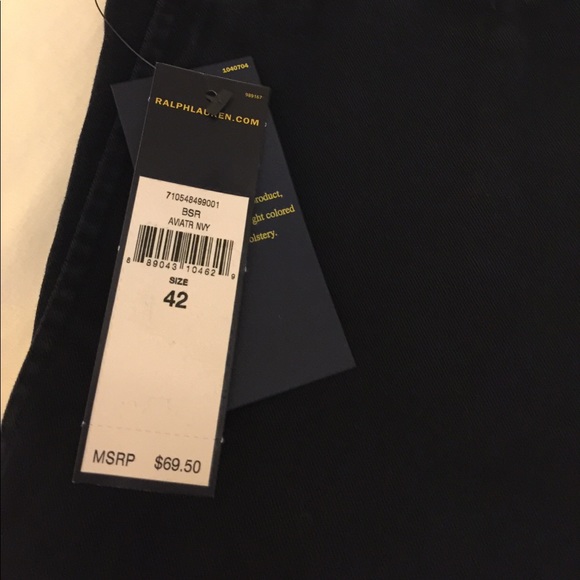 1040704
RALPHLAUREN.COM
710548499001
BSR
AVIATR NVY
8 89043 10462 9
SIZE
42
MSRP $69.50
roduct,
ght colored
olstery.